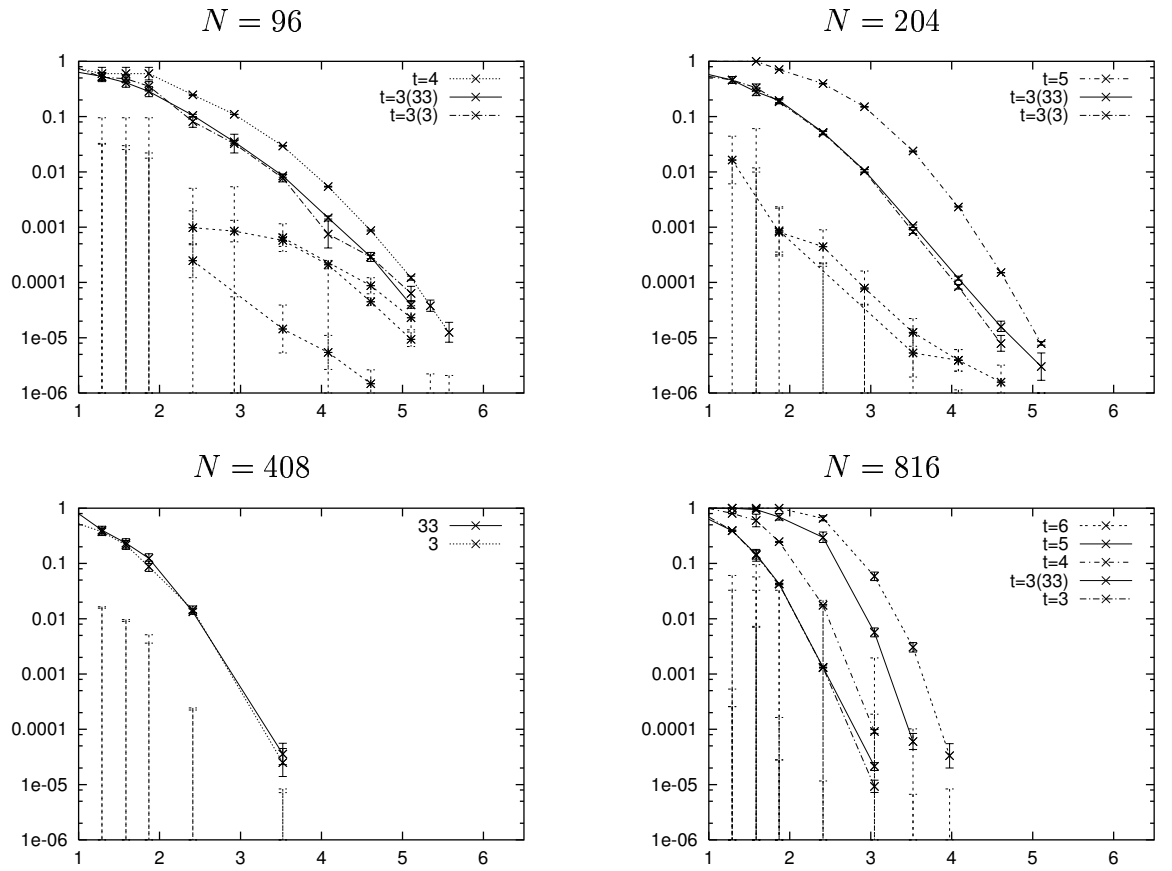 N = 96
1
0.1
0.01
0.001
0.0001
1e-05
1e-06
1 2 3 4 5 6
t=4
t=3(33)
t=3(3)
N = 204
1
0.1
0.01
0.001
0.0001
1e-05
1e-06
1 2 3 4 5 6
t=5
t=3(33)
t=3(3)
N = 408
1
0.1
0.01
0.001
0.0001
1e-05
1e-06
1 2 3 4 5 6
33
3
N = 816
1
0.1
0.01
0.001
0.0001
1e-05
1e-06
1 2 3 4 5 6
t=6
t=5
t=4
t=3(33)
t=3